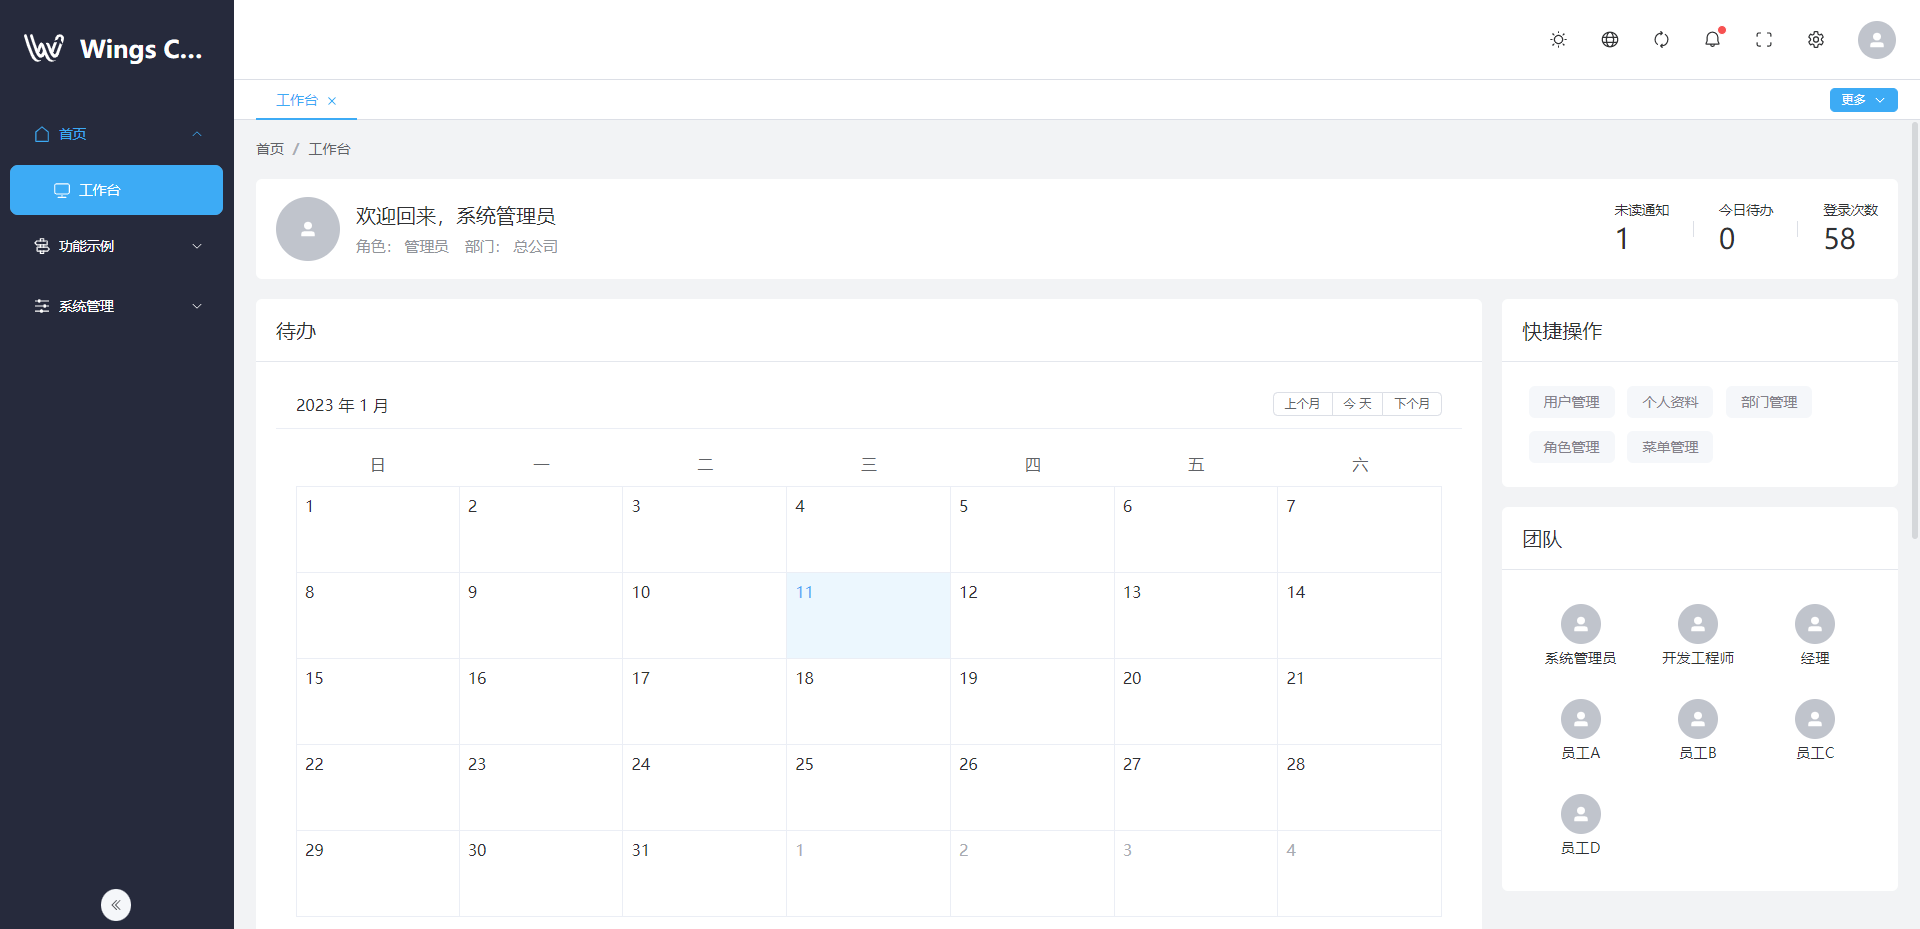 Wings C...
首页
工作台
功能示例
系统管理
工作台
更多
首页 / 工作台
欢迎回来，系统管理员
角色： 管理员 部门： 总公司
未读通知 今日待办 登录次数
1 0 58
待办
2023 年 1 月
上个月 今天 下个月
日 一 二 三 四 五 六
1 2 3 4 5 6 7
8 9 10 11 12 13 14
15 16 17 18 19 20 21
22 23 24 25 26 27 28
29 30 31 1 2 3 4
快捷操作
用户管理 个人资料 部门管理
角色管理 菜单管理
团队
系统管理员 开发工程师 经理
员工A 员工B 员工C
员工D